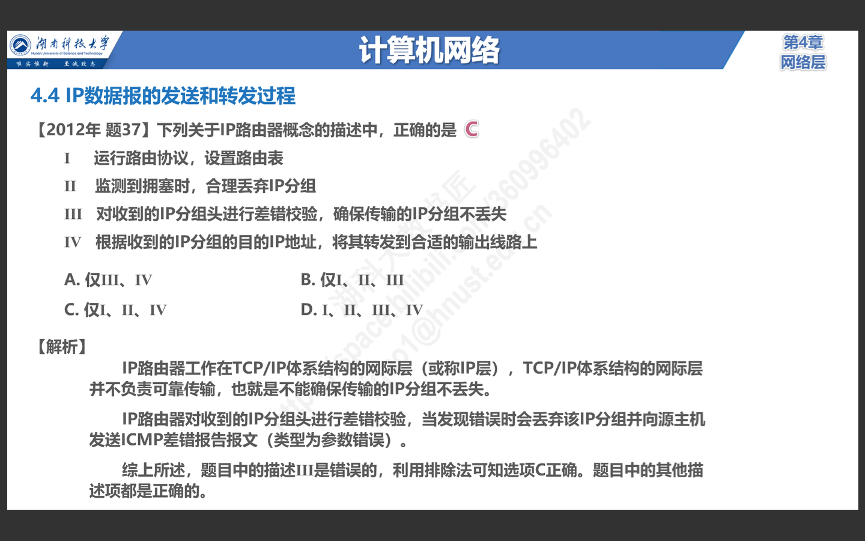 湖南科技大学
Hunan University of Science and Technology
唯实惟新 至诚致志
计算机网络
第4章
网络层
4.4 IP数据报的发送和转发过程
【2012年 题37】下列关于IP路由器概念的描述中，正确的是 C
I 运行路由协议，设置路由表
II 监测到拥塞时，合理丢弃IP分组
III 对收到的IP分组头进行差错校验，确保传输的IP分组不丢失
IV 根据收到的IP分组的目的IP地址，将其转发到合适的输出线路上
A. 仅III、IV B. 仅I、II、III
C. 仅I、II、IV D. I、II、III、IV
【解析】
IP路由器工作在TCP/IP体系结构的网际层（或称IP层），TCP/IP体系结构的网际层
并不负责可靠传输，也就是不能确保传输的IP分组不丢失。
IP路由器对收到的IP分组头进行差错校验，当发现错误时会丢弃该IP分组并向源主机
发送ICMP差错报告报文（类型为参数错误）。
综上所述，题目中的描述III是错误的，利用排除法可知选项C正确。题目中的其他描
述项都是正确的。